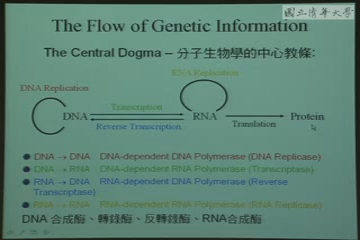 國立清華大學
The Flow of Genetic Information
The Central Dogma – 分子生物學的中心教條:
DNA Replication
RNA Replication
Transcription
DNA
RNA
Protein
Reverse Transcription
Translation
DNA → DNA DNA-dependent DNA Polymerase (DNA Replicase)
DNA → RNA DNA-dependent RNA Polymerase (Transcriptase)
RNA → DNA RNA-dependent DNA Polymerase (Reverse
Transcriptase)
RNA → RNA RNA-dependent RNA Polymerase (RNA Replicase)
DNA 合成酶、轉錄酶、反轉錄酶、RNA合成酶